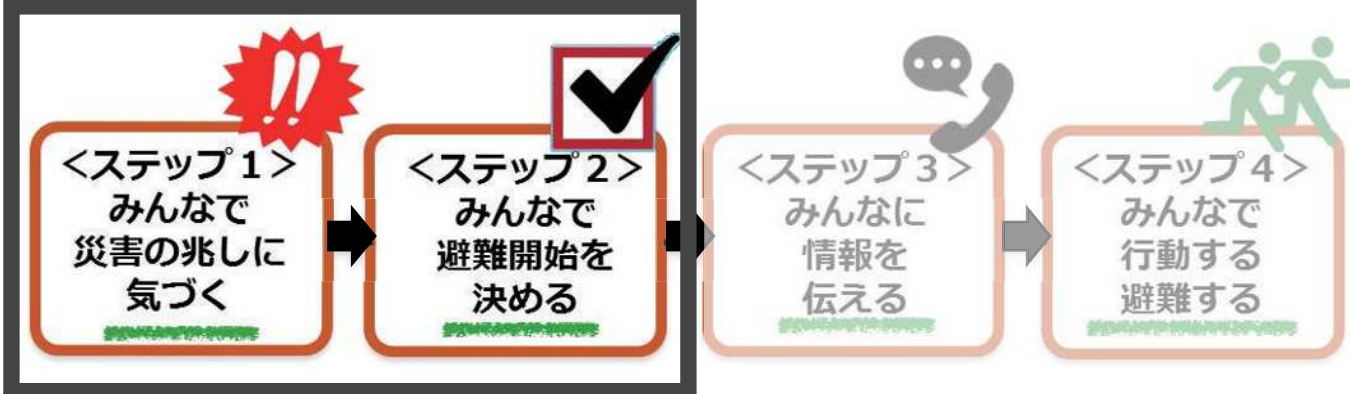 <ステップ1>
みんなで
災害の兆しに
気づく
<ステップ2>
みんなで
避難開始を
決める
<ステップ3>
みんなに
情報を
伝える
<ステップ4>
みんなで
行動する
避難する